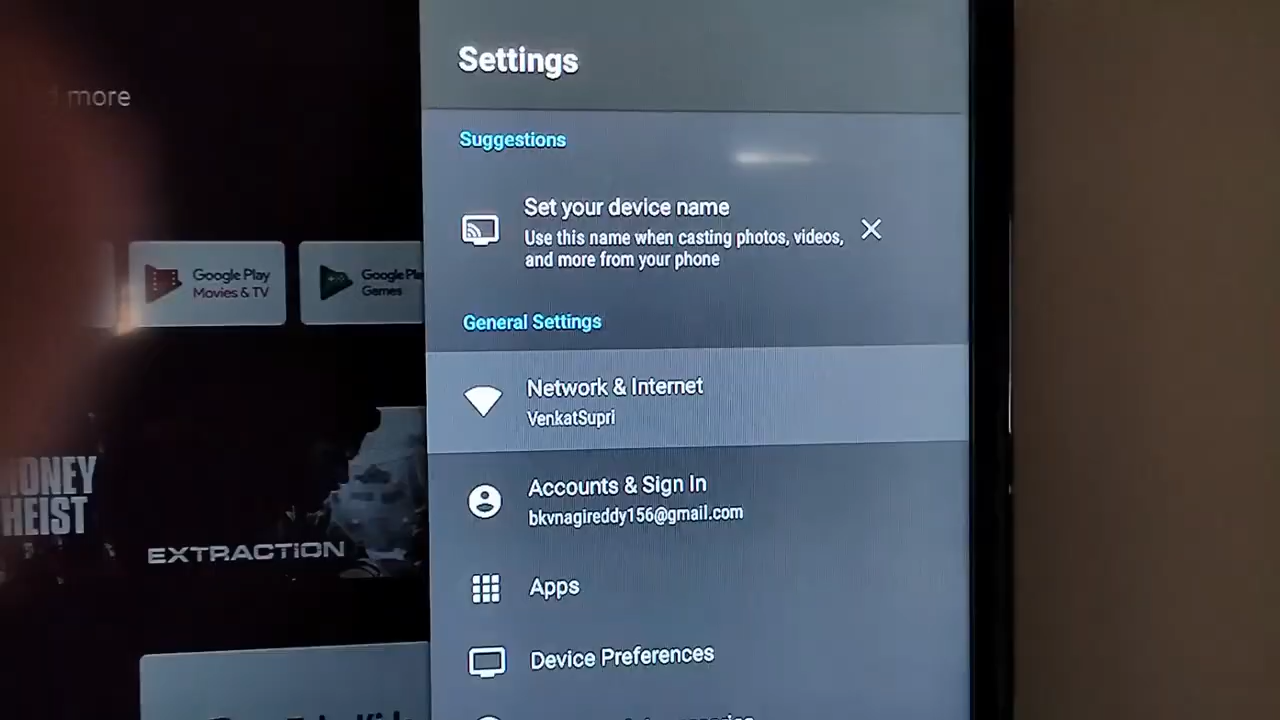 more
Settings
Suggestions
Set your device name
Use this name when casting photos, videos,
and more from your phone
General Settings
Google Play
Movies & TV
Google Pla
Games
Network & Internet
VenkatSupri
Accounts & Sign In
bkvnagireddy156@gmail.com
MONEY
HEIST
EXTRACTION
Apps
Device Preferences